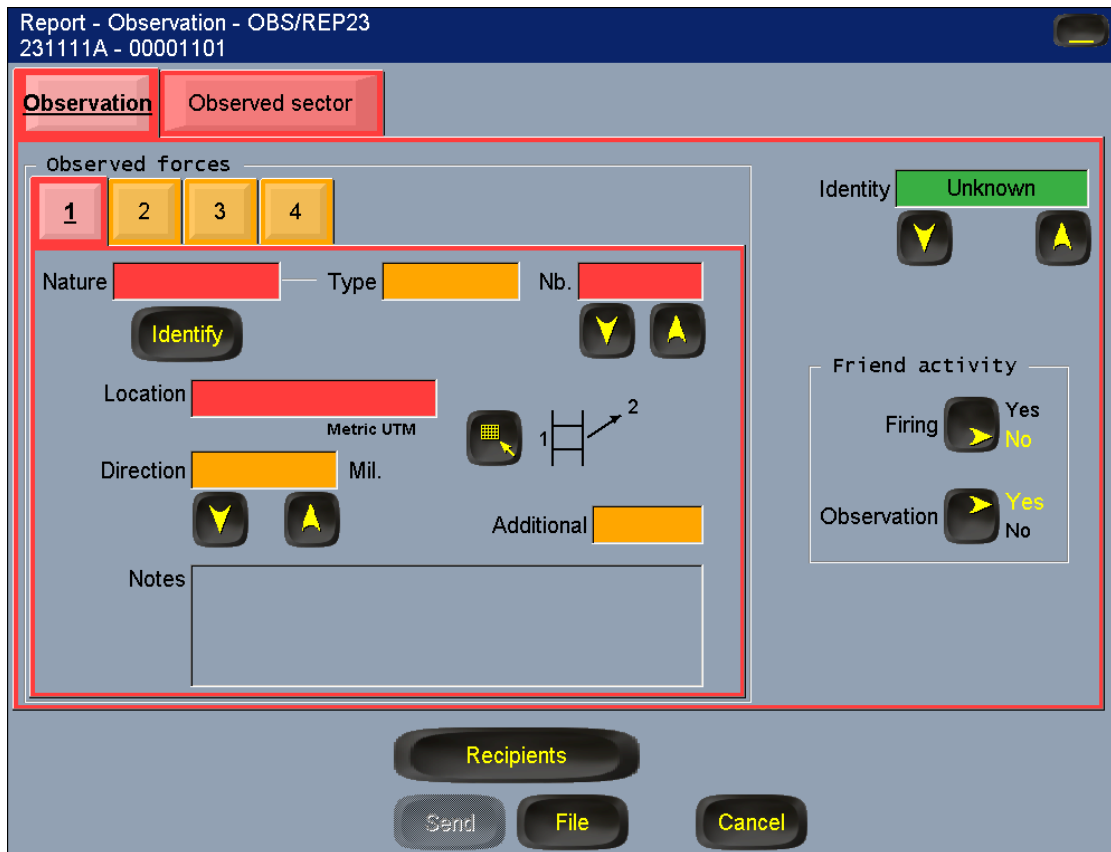 Report - Observation - OBS/REP23
231111A - 00001101
Observation
Observed sector
Observed forces
1
2
3
4
Identity
Unknown
Nature
Type
Nb.
Identify
Location
Metric UTM
1
2
Direction
Mil.
Additional
Notes
Friend activity
Firing
Yes
No
Observation
Yes
No
Recipients
Send
File
Cancel